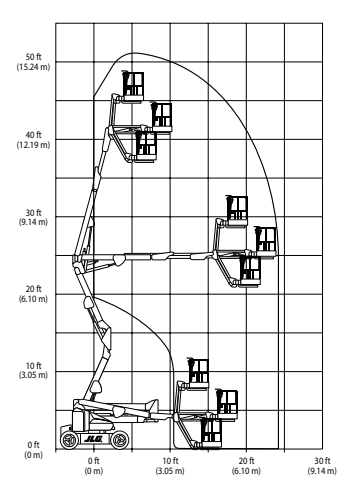 50 ft
(15.24 m)
40 ft
(12.19 m)
30 ft
(9.14 m)
20 ft
(6.10 m)
10 ft
(3.05 m)
0 ft
(0 m)
JLG
0 ft
(0 m)
10 ft
(3.05 m)
20 ft
(6.10 m)
30 ft
(9.14 m)